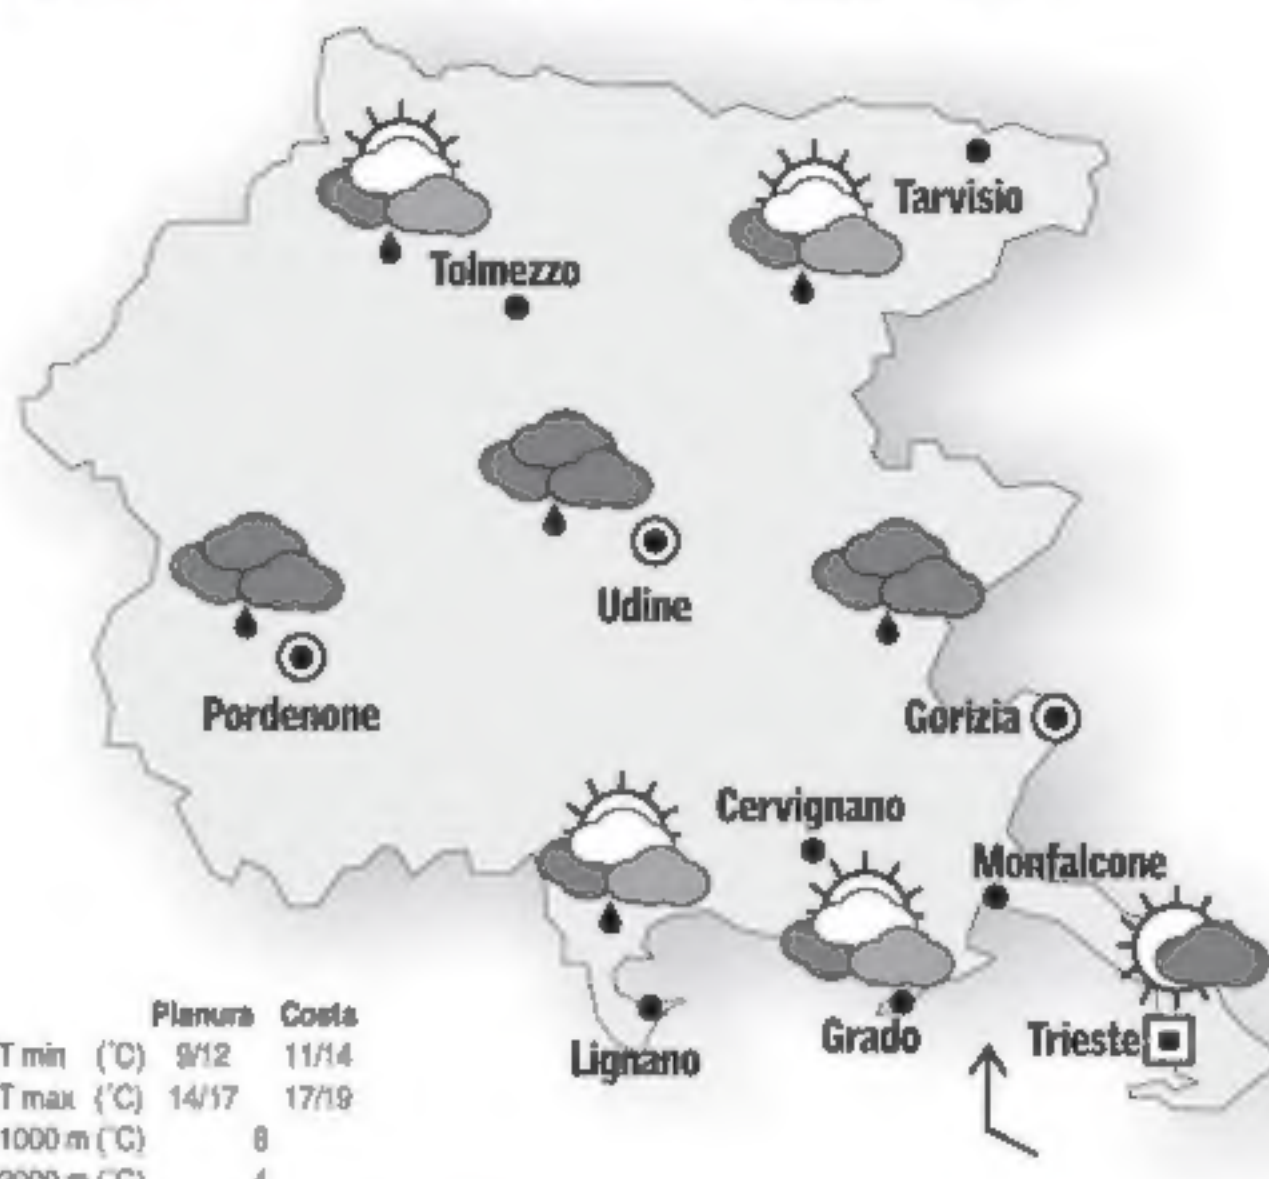 Tarvisio
Tolmezzo
Udine
Pordenone
Gorizia
Cervignano
Monfalcone
Grado
Trieste
Lignano
Pianura Costa
T min (°C) 9/12 11/14
T max (°C) 14/17 17/19
1000 m (°C) 8
m (°C)